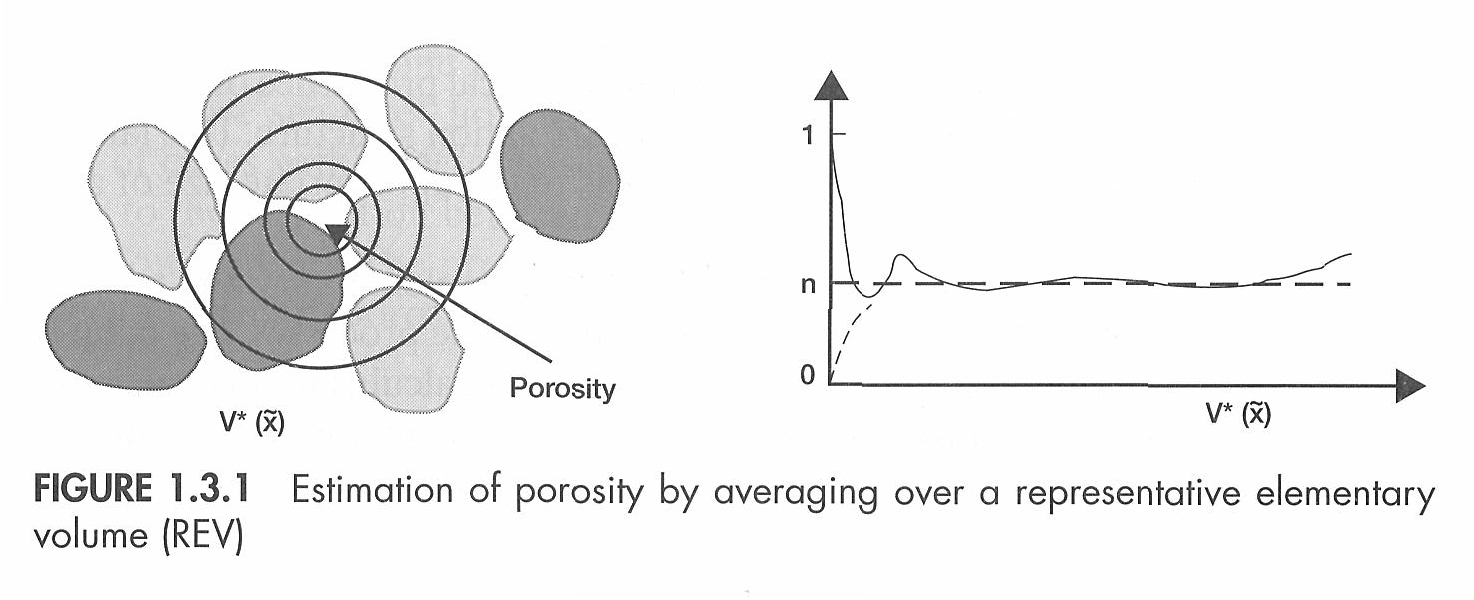 Porosity
V* (x̃)
1
n
0
V* (x̃)
FIGURE 1.3.1 Estimation of porosity by averaging over a representative elementary
volume (REV)